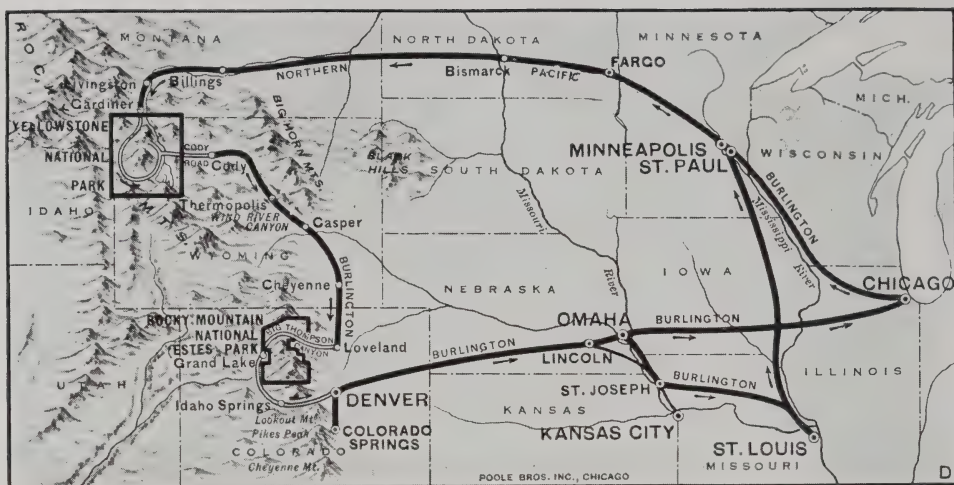 ROCKY
MTS.
MONTANA
NORTH DAKOTA
MINNESOTA
Livingston
Billings
NORTHERN
Bismarck
PACIFIC
FARGO
MICH.
Gardiner
YELLOWSTONE
NATIONAL
PARK
CODY
ROAD
Cody
BIG HORN MTS.
BLACK
HILLS
SOUTH DAKOTA
MINNEAPOLIS
ST. PAUL
WISCONSIN
BURLINGTON
Mississippi
River
IDAHO
Thermopolis
WIND RIVER
CANYON
Casper
Missouri
River
WYOMING
Cheyenne
BURLINGTON
NEBRASKA
IOWA
CHICAGO
ROCKY MOUNTAIN
NATIONAL
ESTES PARK
BIG THOMPSON
CANYON
Grand Lake
Loveland
OMAHA
BURLINGTON
BURLINGTON
LINCOLN
UTAH
ILLINOIS
ST. JOSEPH
BURLINGTON
Idaho Springs
DENVER
KANSAS
Lookout Mt.
Pikes Peak
COLORADO
SPRINGS
KANSAS CITY
COLORADO
Cheyenne Mt.
ST. LOUIS
MISSOURI
POOLE BROS. INC., CHICAGO
D